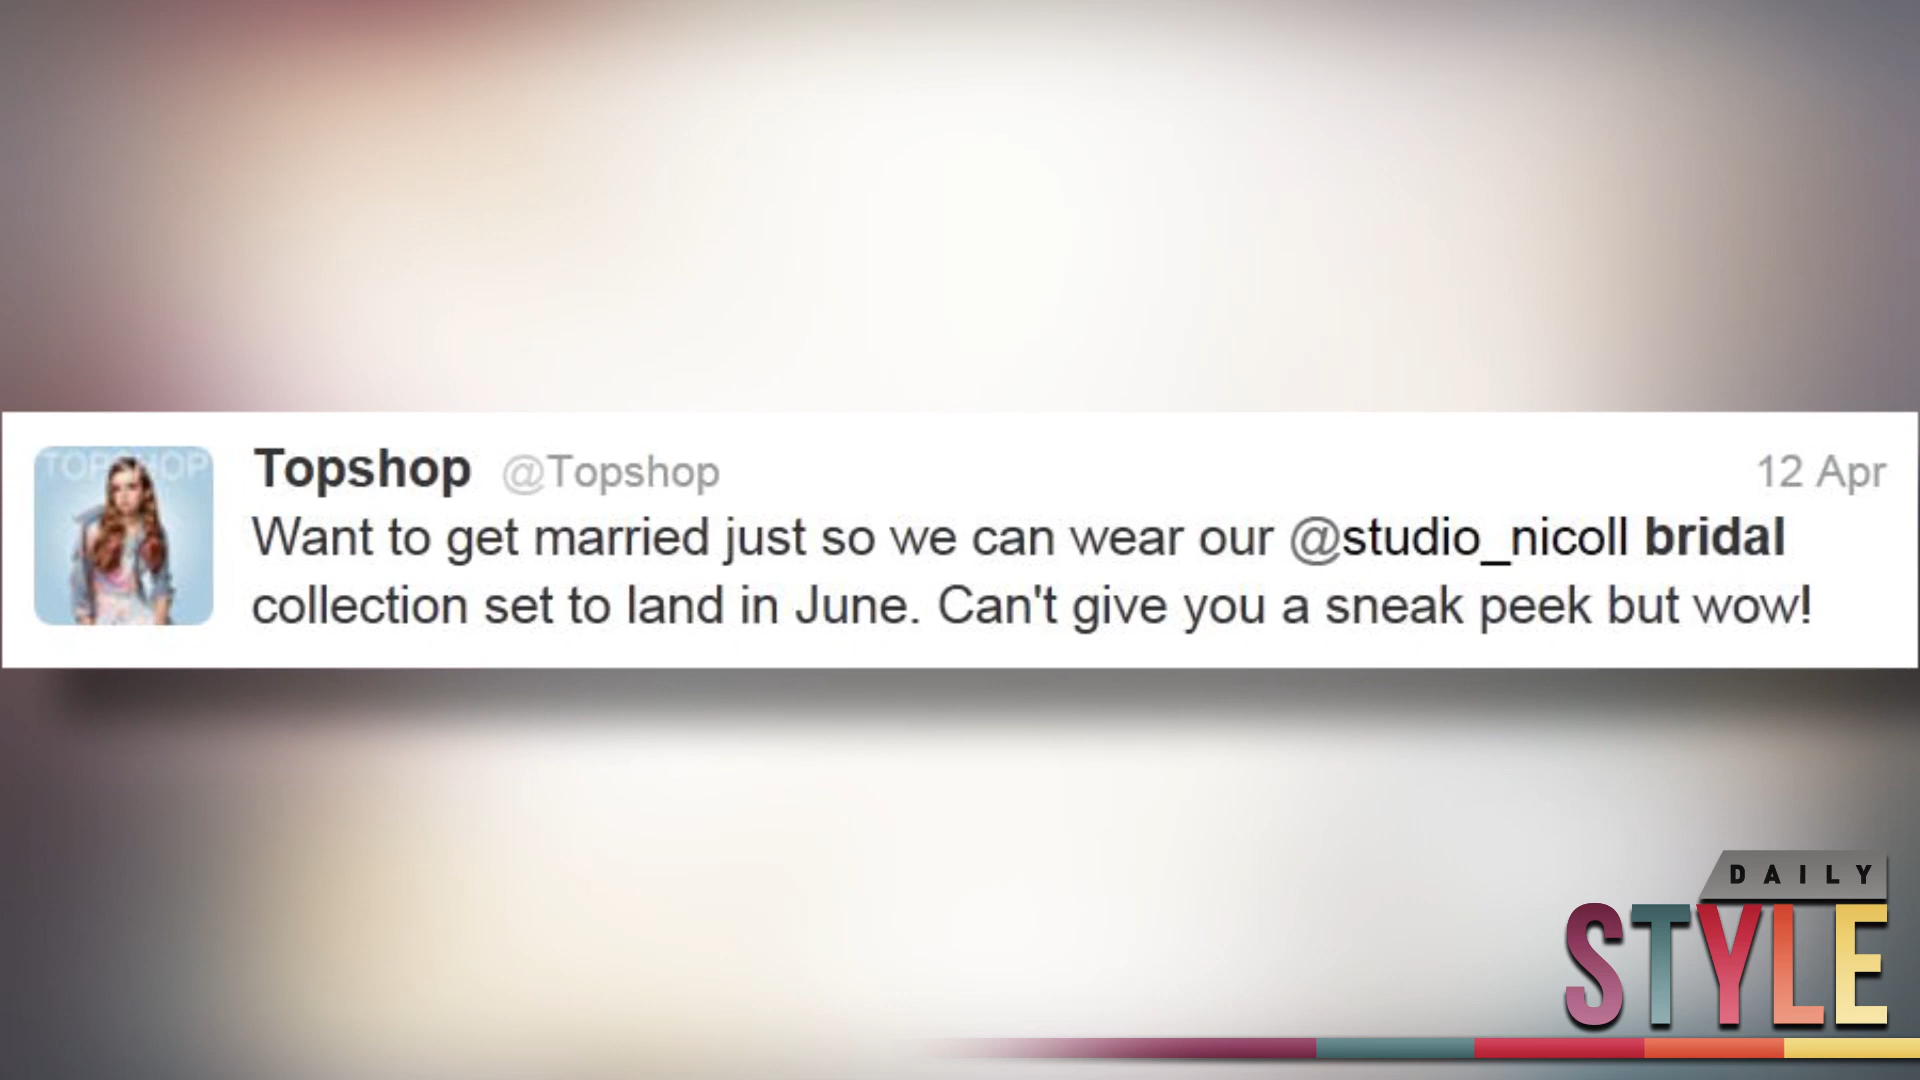 TOPSHOP
Topshop @Topshop 12 Apr
Want to get married just so we can wear our @studio_nicoll bridal
collection set to land in June. Can't give you a sneak peek but wow!
DAILY
STYLE